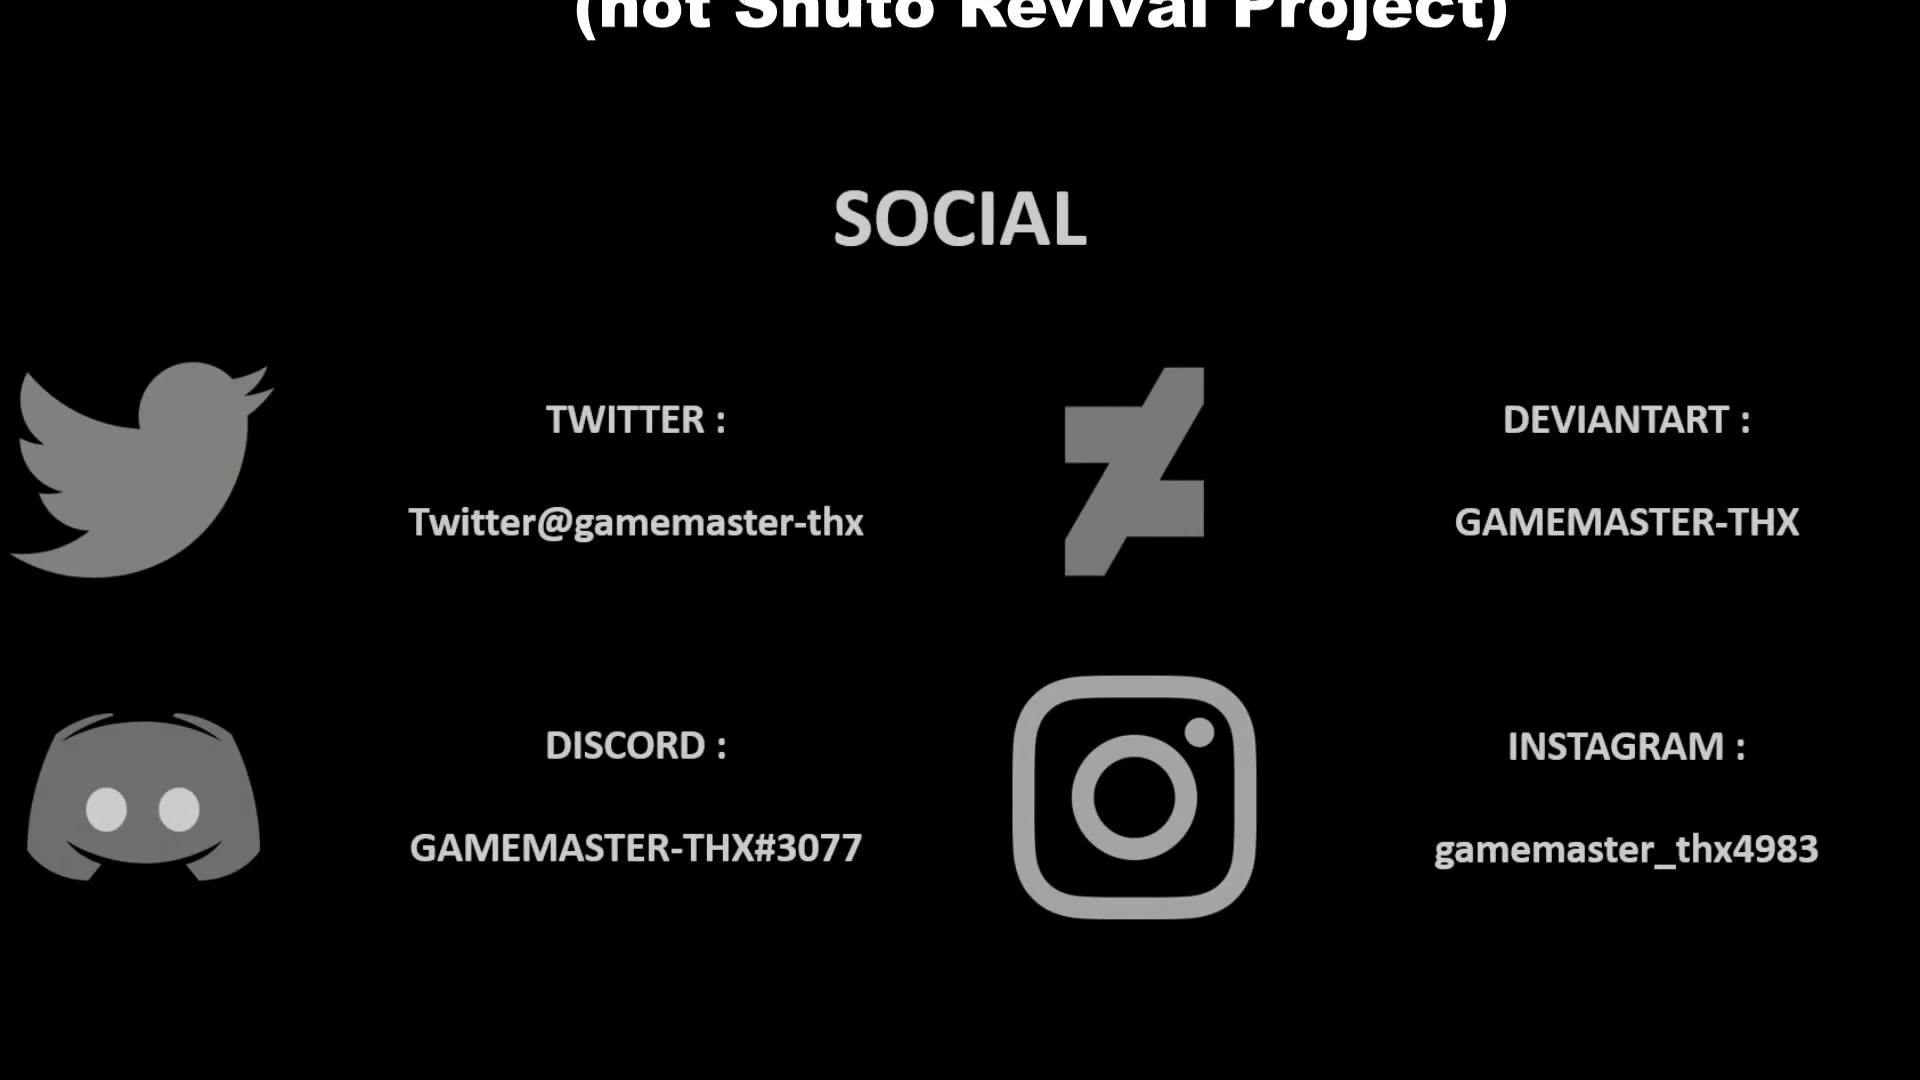 (not Shuto Revival Project)
SOCIAL
TWITTER :
Twitter@gamemaster-thx
DEVIANTART :
GAMEMASTER-THX
DISCORD :
GAMEMASTER-THX#3077
INSTAGRAM :
gamemaster_thx4983